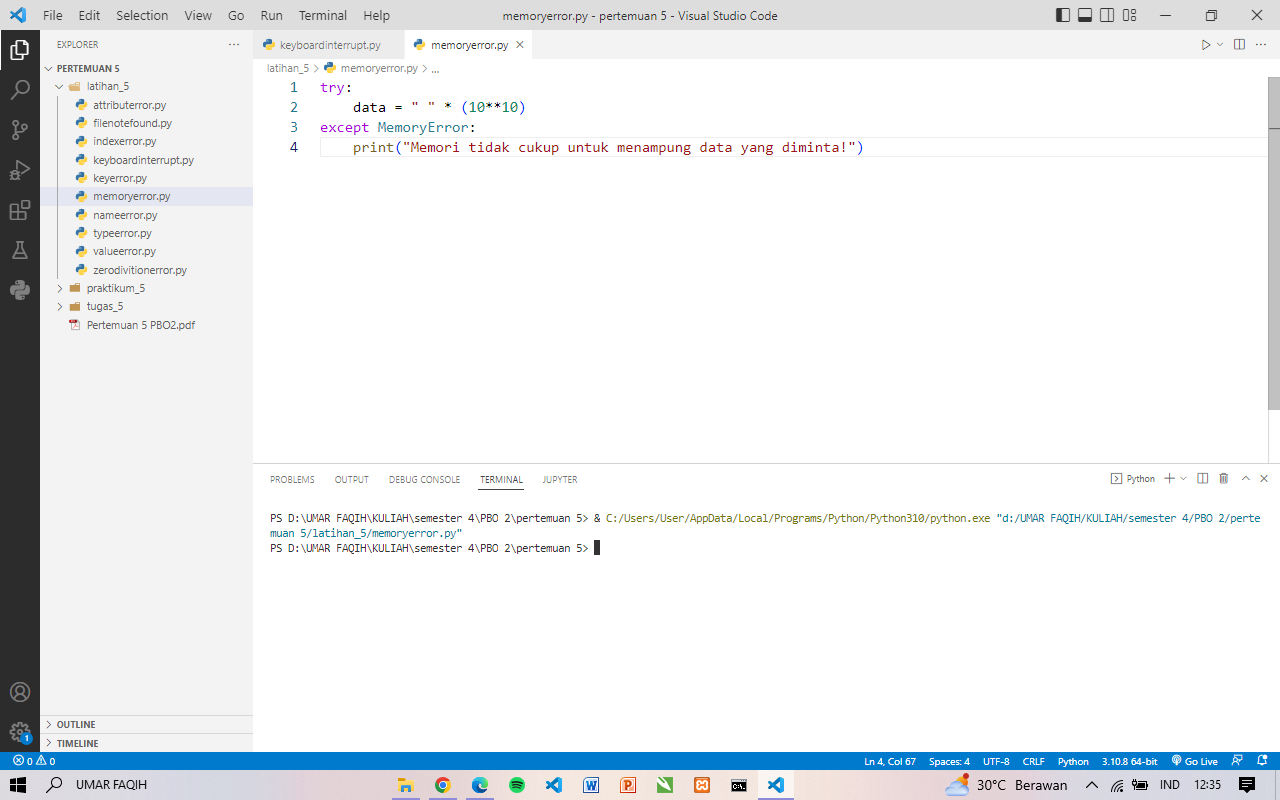 File Edit Selection View Go Run Terminal Help memoryerror.py - pertemuan 5 - Visual Studio Code
EXPLORER
PERTEMUAN 5
latihan_5
attributerror.py
filenotefound.py
indexerror.py
keyboardinterrupt.py
keyerror.py
memoryerror.py
nameerror.py
typeerror.py
valueerror.py
zerodivitionerror.py
praktikum_5
tugas_5
Pertemuan 5 PBO2.pdf
OUTLINE
TIMELINE
keyboardinterrupt.py memoryerror.py
latihan_5 > memoryerror.py > ...
1 try:
2     data = " " * (10**10)
3 except MemoryError:
4     print("Memori tidak cukup untuk menampung data yang diminta!")
PROBLEMS OUTPUT DEBUG CONSOLE TERMINAL JUPYTER Python
PS D:\UMAR FAQIH\KULIAH\semester 4\PBO 2\pertemuan 5> & C:/Users/User/AppData/Local/Programs/Python/Python310/python.exe "d:/UMAR FAQIH/KULIAH/semester 4/PBO 2/perte
muan 5/latihan_5/memoryerror.py"
PS D:\UMAR FAQIH\KULIAH\semester 4\PBO 2\pertemuan 5>
1
0 0 Ln 4, Col 67 Spaces: 4 UTF-8 CRLF Python 3.10.8 64-bit Go Live
UMAR FAQIH 30°C Berawan IND 12:35